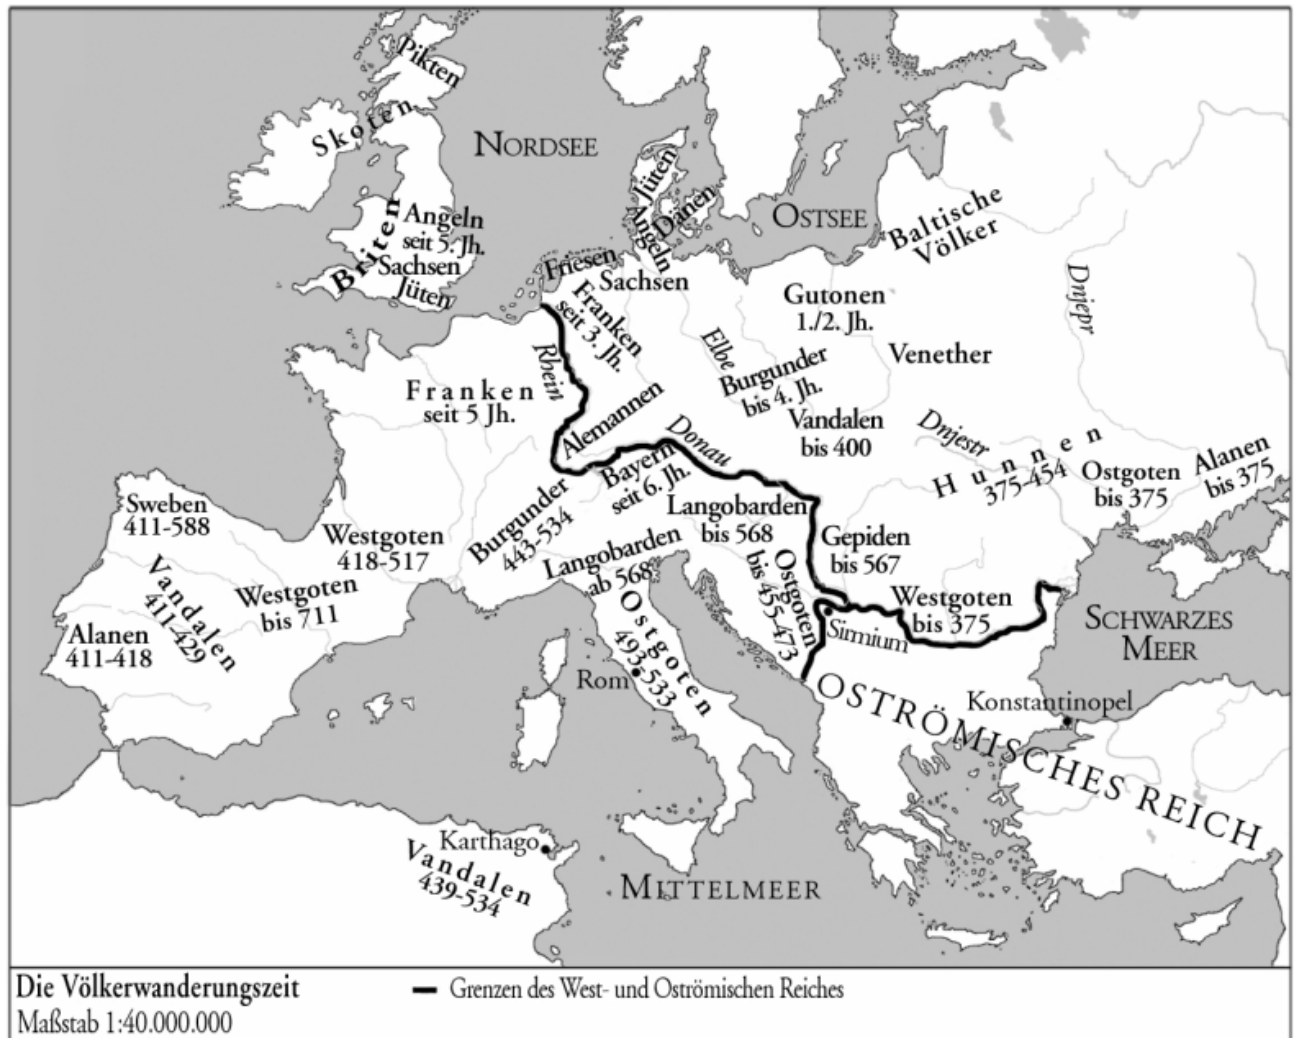 Pikten
Skoten
NORDSEE
Jüten
Dänen
Angeln
OSTSEE
Baltische
Völker
Briten
Angeln
seit 5. Jh.
Sachsen
Jüten
Friesen
Sachsen
Franken
seit 3. Jh.
Gutonen
1./2. Jh.
Dnjepr
Elbe
Venether
Rhein
Burgunder
bis 4. Jh.
Franken
seit 5 Jh.
Alemannen
Vandalen
bis 400
Donau
Dnjestr
Hunnen
375-454
Ostgoten
bis 375
Alanen
bis 375
Bayern
seit 6. Jh.
Sweben
411-588
Westgoten
418-517
Burgunder
443-534
Langobarden
bis 568
Gepiden
bis 567
Langobarden
ab 568
Vandalen
411-429
Westgoten
bis 711
Ostgoten
bis 455-473
Westgoten
bis 375
Alanen
411-418
Ostgoten
493-533
Sirmium
SCHWARZES
MEER
Rom
Konstantinopel
OSTRÖMISCHES REICH
Karthago
Vandalen
439-534
MITTELMEER
Die Völkerwanderungszeit
Maßstab 1:40.000.000
Grenzen des West- und Oströmischen Reiches